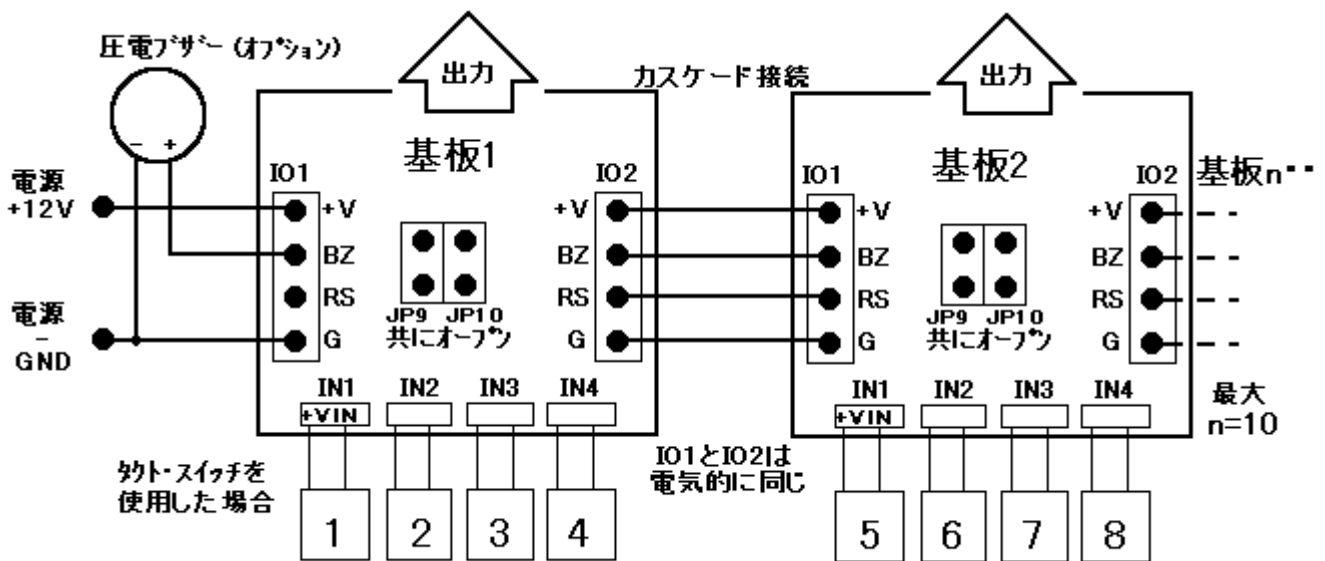 圧電ブザー (オプション)
電源
+12V
電源
-
GND
- +
出力
カスケード接続
出力
基板1
IO1
+V
BZ
RS
G
JP9 JP10
共にオープン
IO2
+V
BZ
RS
G
IN1 IN2 IN3 IN4
+VIN
タクト・スイッチを
使用した場合
1 2 3 4
IO1とIO2は
電気的に同じ
基板2
IO1
+V
BZ
RS
G
JP9 JP10
共にオープン
IO2
+V
BZ
RS
G
基板n・・
IN1 IN2 IN3 IN4
+VIN
5 6 7 8
最大
n=10